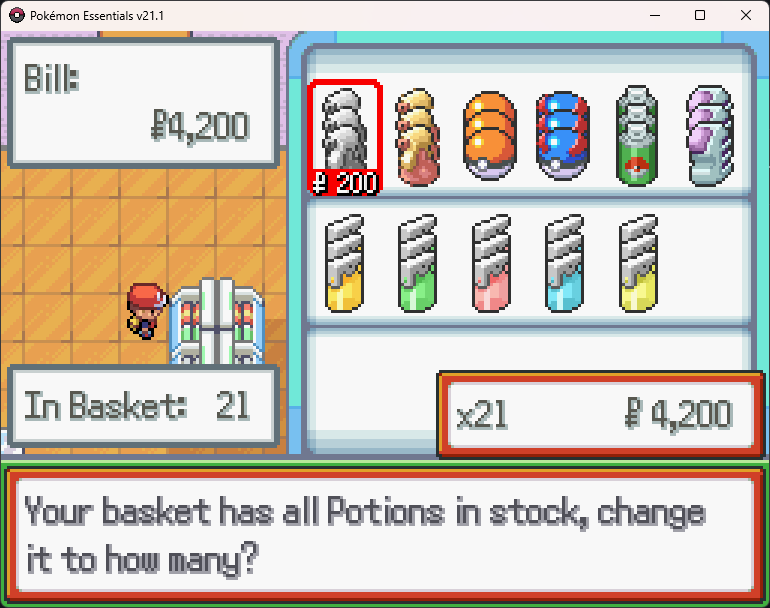 Pokémon Essentials v21.1
Bill:
₽4,200
₽ 200
In Basket: 21
x21 ₽ 4,200
Your basket has all Potions in stock, change
it to how many?